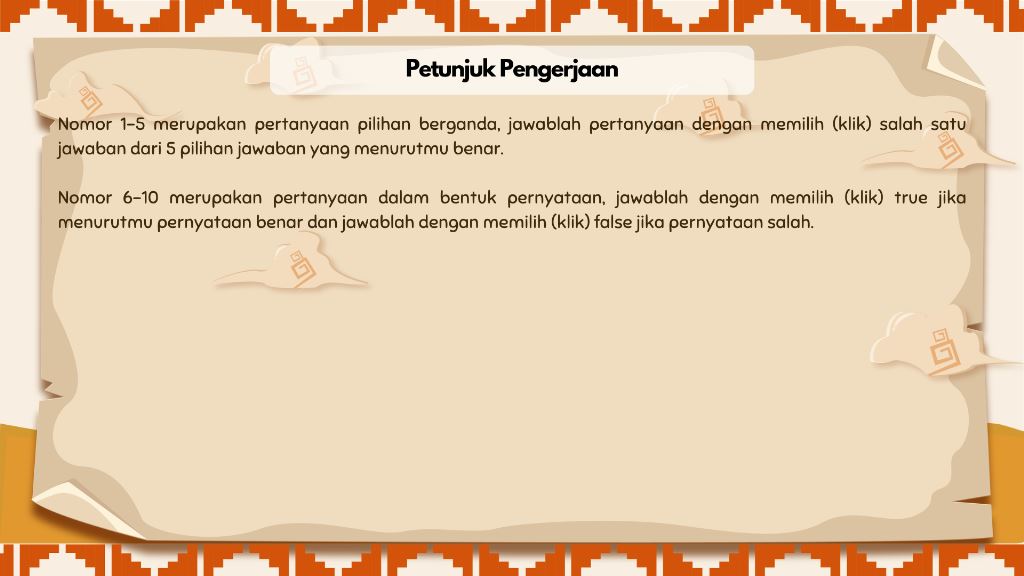 Petunjuk Pengerjaan
Nomor 1-5 merupakan pertanyaan pilihan berganda, jawablah pertanyaan dengan memilih (klik) salah satu
jawaban dari 5 pilihan jawaban yang menurutmu benar.
Nomor 6-10 merupakan pertanyaan dalam bentuk pernyataan, jawablah dengan memilih (klik) true jika
menurutmu pernyataan benar dan jawablah dengan memilih (klik) false jika pernyataan salah.